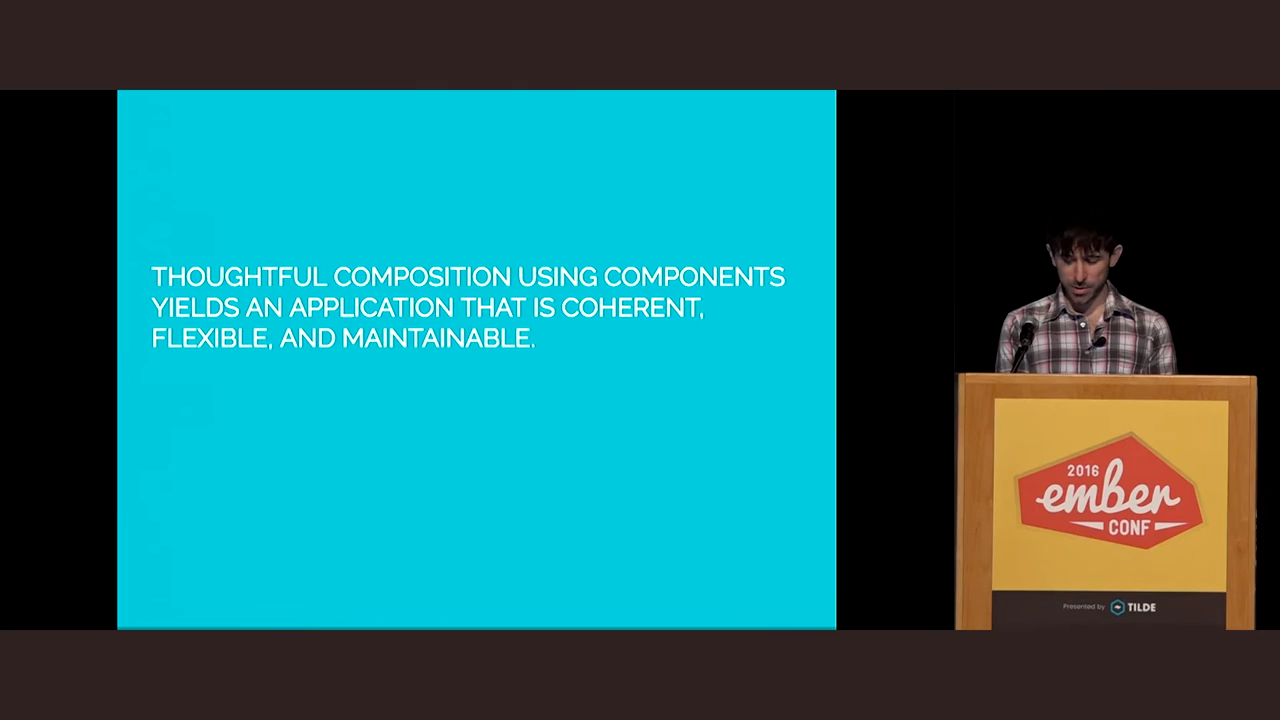 THOUGHTFUL COMPOSITION USING COMPONENTS
YIELDS AN APPLICATION THAT IS COHERENT,
FLEXIBLE, AND MAINTAINABLE.
2016
ember
CONF
Presented by TILDE